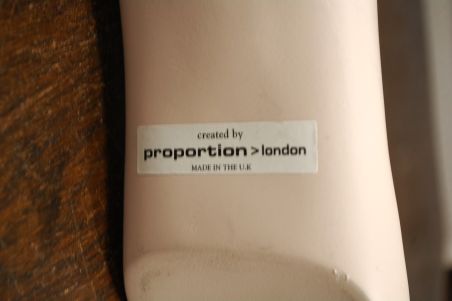 created by
proportion >london
MADE IN THE U.K